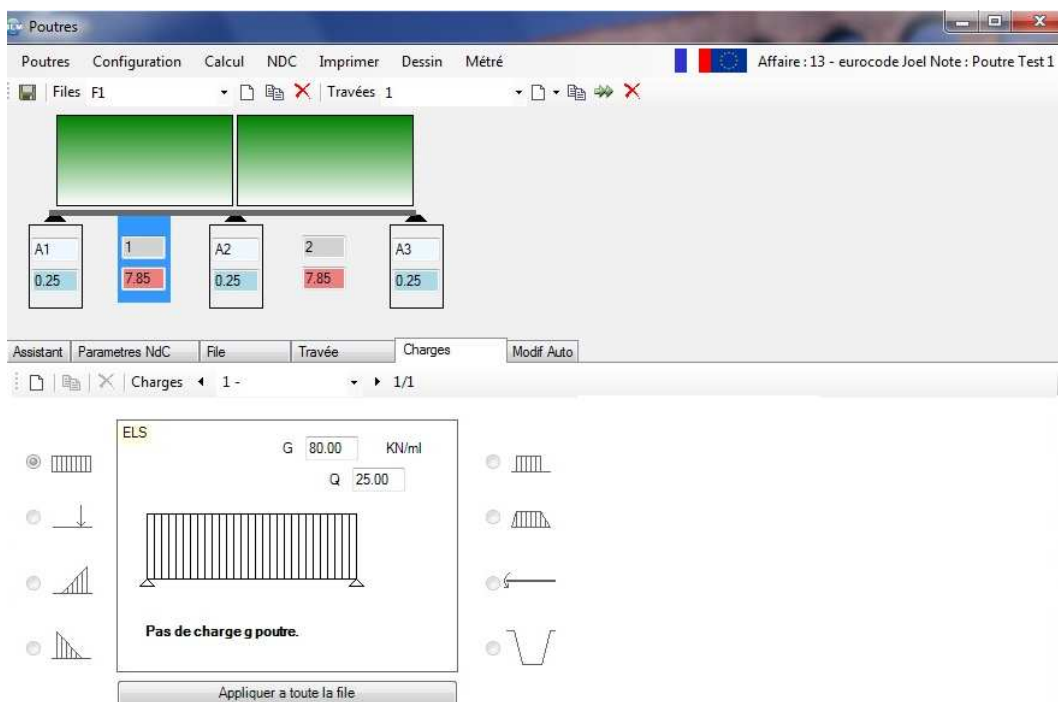 Poutres
Poutres Configuration Calcul NDC Imprimer Dessin Métré Affaire : 13 - eurocode Joel Note : Poutre Test 1
Files F1 Travées 1
A1 1 A2 2 A3
0.25 7.85 0.25 7.85 0.25
Assistant Parametres NdC File Travée Charges Modif Auto
Charges 1 - 1/1
ELS
G 80.00 KN/ml
Q 25.00
Pas de charge g poutre.
Appliquer a toute la file